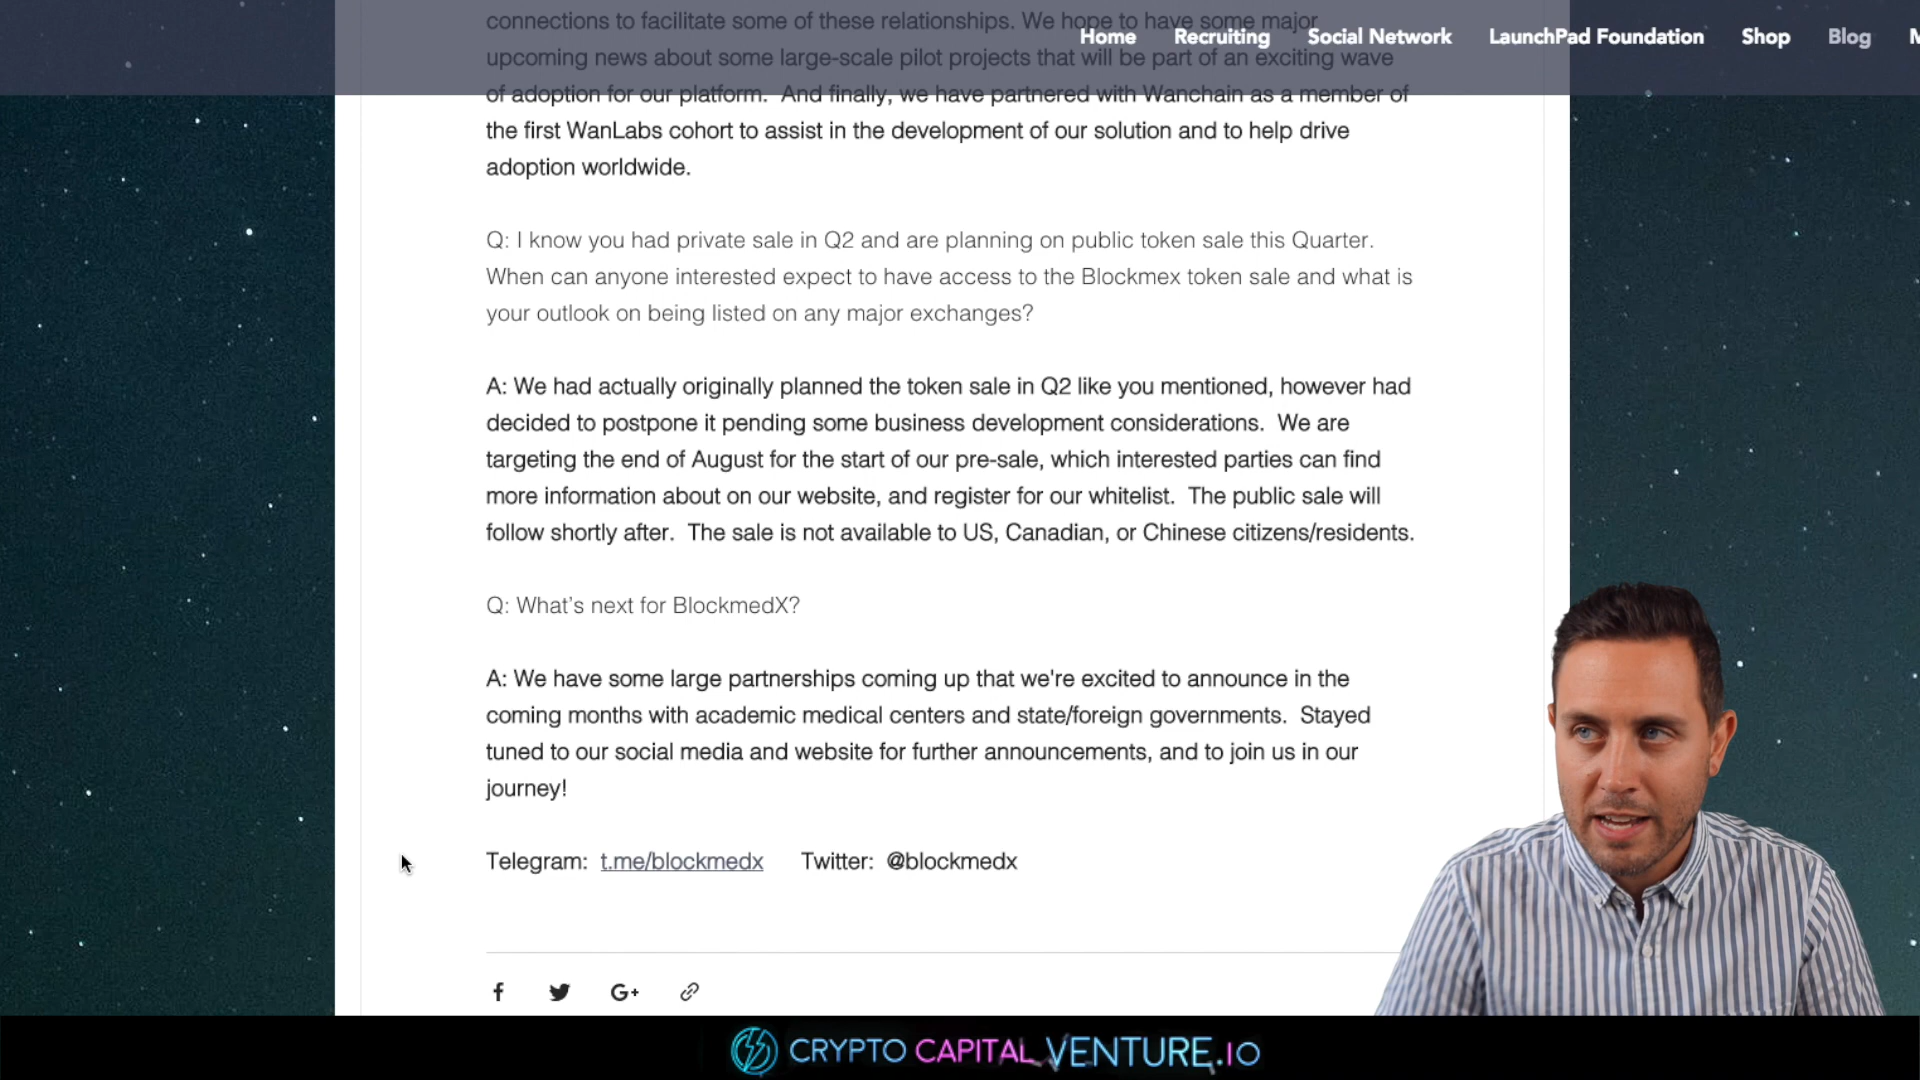 connections to facilitate some of these relationships. We hope to have some major
Home Recruiting Social Network LaunchPad Foundation Shop Blog M
upcoming news about some large-scale pilot projects that will be part of an exciting wave
of adoption for our platform. And finally, we have partnered with Wanchain as a member of
the first WanLabs cohort to assist in the development of our solution and to help drive
adoption worldwide.
Q: I know you had private sale in Q2 and are planning on public token sale this Quarter.
When can anyone interested expect to have access to the Blockmex token sale and what is
your outlook on being listed on any major exchanges?
A: We had actually originally planned the token sale in Q2 like you mentioned, however had
decided to postpone it pending some business development considerations. We are
targeting the end of August for the start of our pre-sale, which interested parties can find
more information about on our website, and register for our whitelist. The public sale will
follow shortly after. The sale is not available to US, Canadian, or Chinese citizens/residents.
Q: What's next for BlockmedX?
A: We have some large partnerships coming up that we're excited to announce in the
coming months with academic medical centers and state/foreign governments. Stayed
tuned to our social media and website for further announcements, and to join us in our
journey!
Telegram: t.me/blockmedx Twitter: @blockmedx
f G+
CRYPTO CAPITAL VENTURE.IO